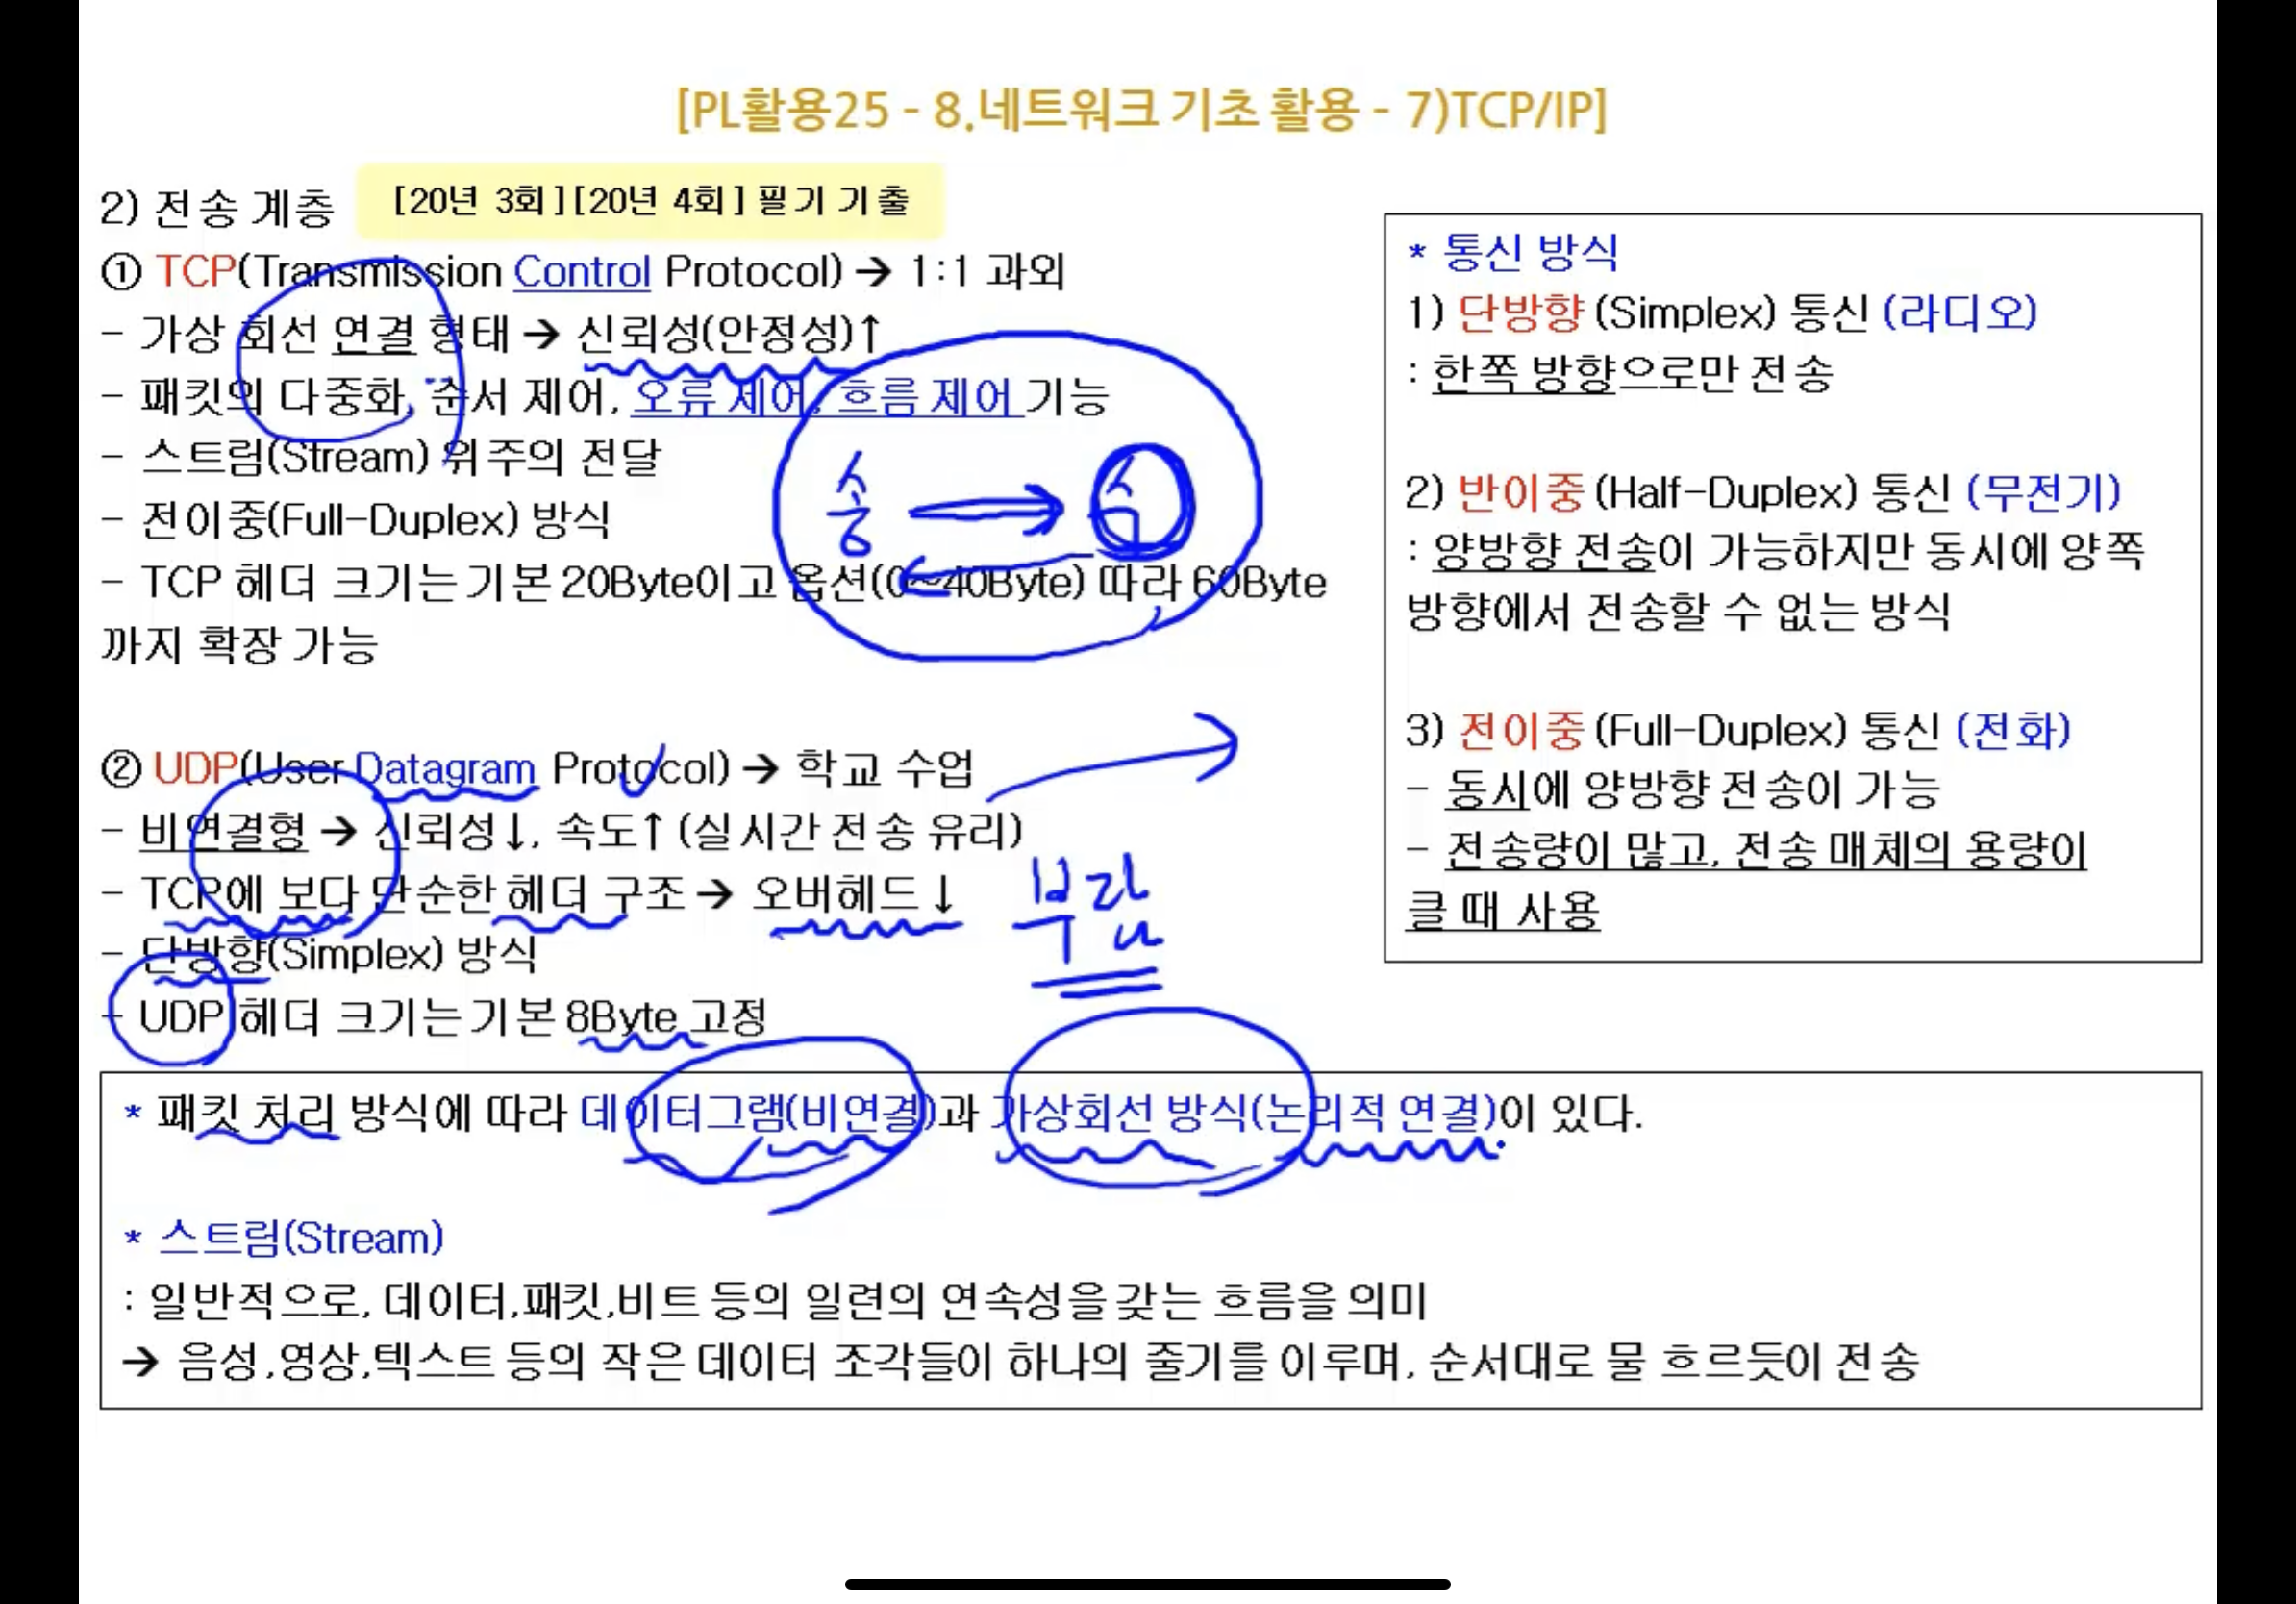 [PL활용25 - 8.네트워크 기초 활용 - 7)TCP/IP]
2) 전송 계층 [20년 3회][20년 4회]필기 기출
① TCP(Transmission Control Protocol) → 1:1 과외
- 가상 회선 연결 형태 → 신뢰성(안정성)↑
- 패킷의 다중화, 순서 제어, 오류 제어, 흐름 제어 기능
- 스트림(Stream) 위주의 전달
- 전이중(Full-Duplex) 방식
송 수
- TCP 헤더 크기는 기본 20Byte이고 옵션(0~40Byte) 따라 60Byte
까지 확장 가능
② UDP(User Datagram Protocol) → 학교 수업
- 비연결형 → 신뢰성↓, 속도↑ (실시간 전송 유리)
- TCP에 보다 단순한 헤더 구조 → 오버헤드↓
부담
- 단방향(Simplex) 방식
- UDP 헤더 크기는 기본 8Byte 고정
* 통신 방식
1) 단방향 (Simplex) 통신 (라디오)
: 한쪽 방향으로만 전송
2) 반이중 (Half-Duplex) 통신 (무전기)
: 양방향 전송이 가능하지만 동시에 양쪽
방향에서 전송할 수 없는 방식
3) 전이중 (Full-Duplex) 통신 (전화)
- 동시에 양방향 전송이 가능
- 전송량이 많고, 전송 매체의 용량이
클 때 사용
* 패킷 처리 방식에 따라 데이터그램(비연결)과 가상회선 방식(논리적 연결)이 있다.
* 스트림(Stream)
: 일반적으로, 데이터,패킷,비트 등의 일련의 연속성을 갖는 흐름을 의미
→ 음성,영상,텍스트 등의 작은 데이터 조각들이 하나의 줄기를 이루며, 순서대로 물 흐르듯이 전송